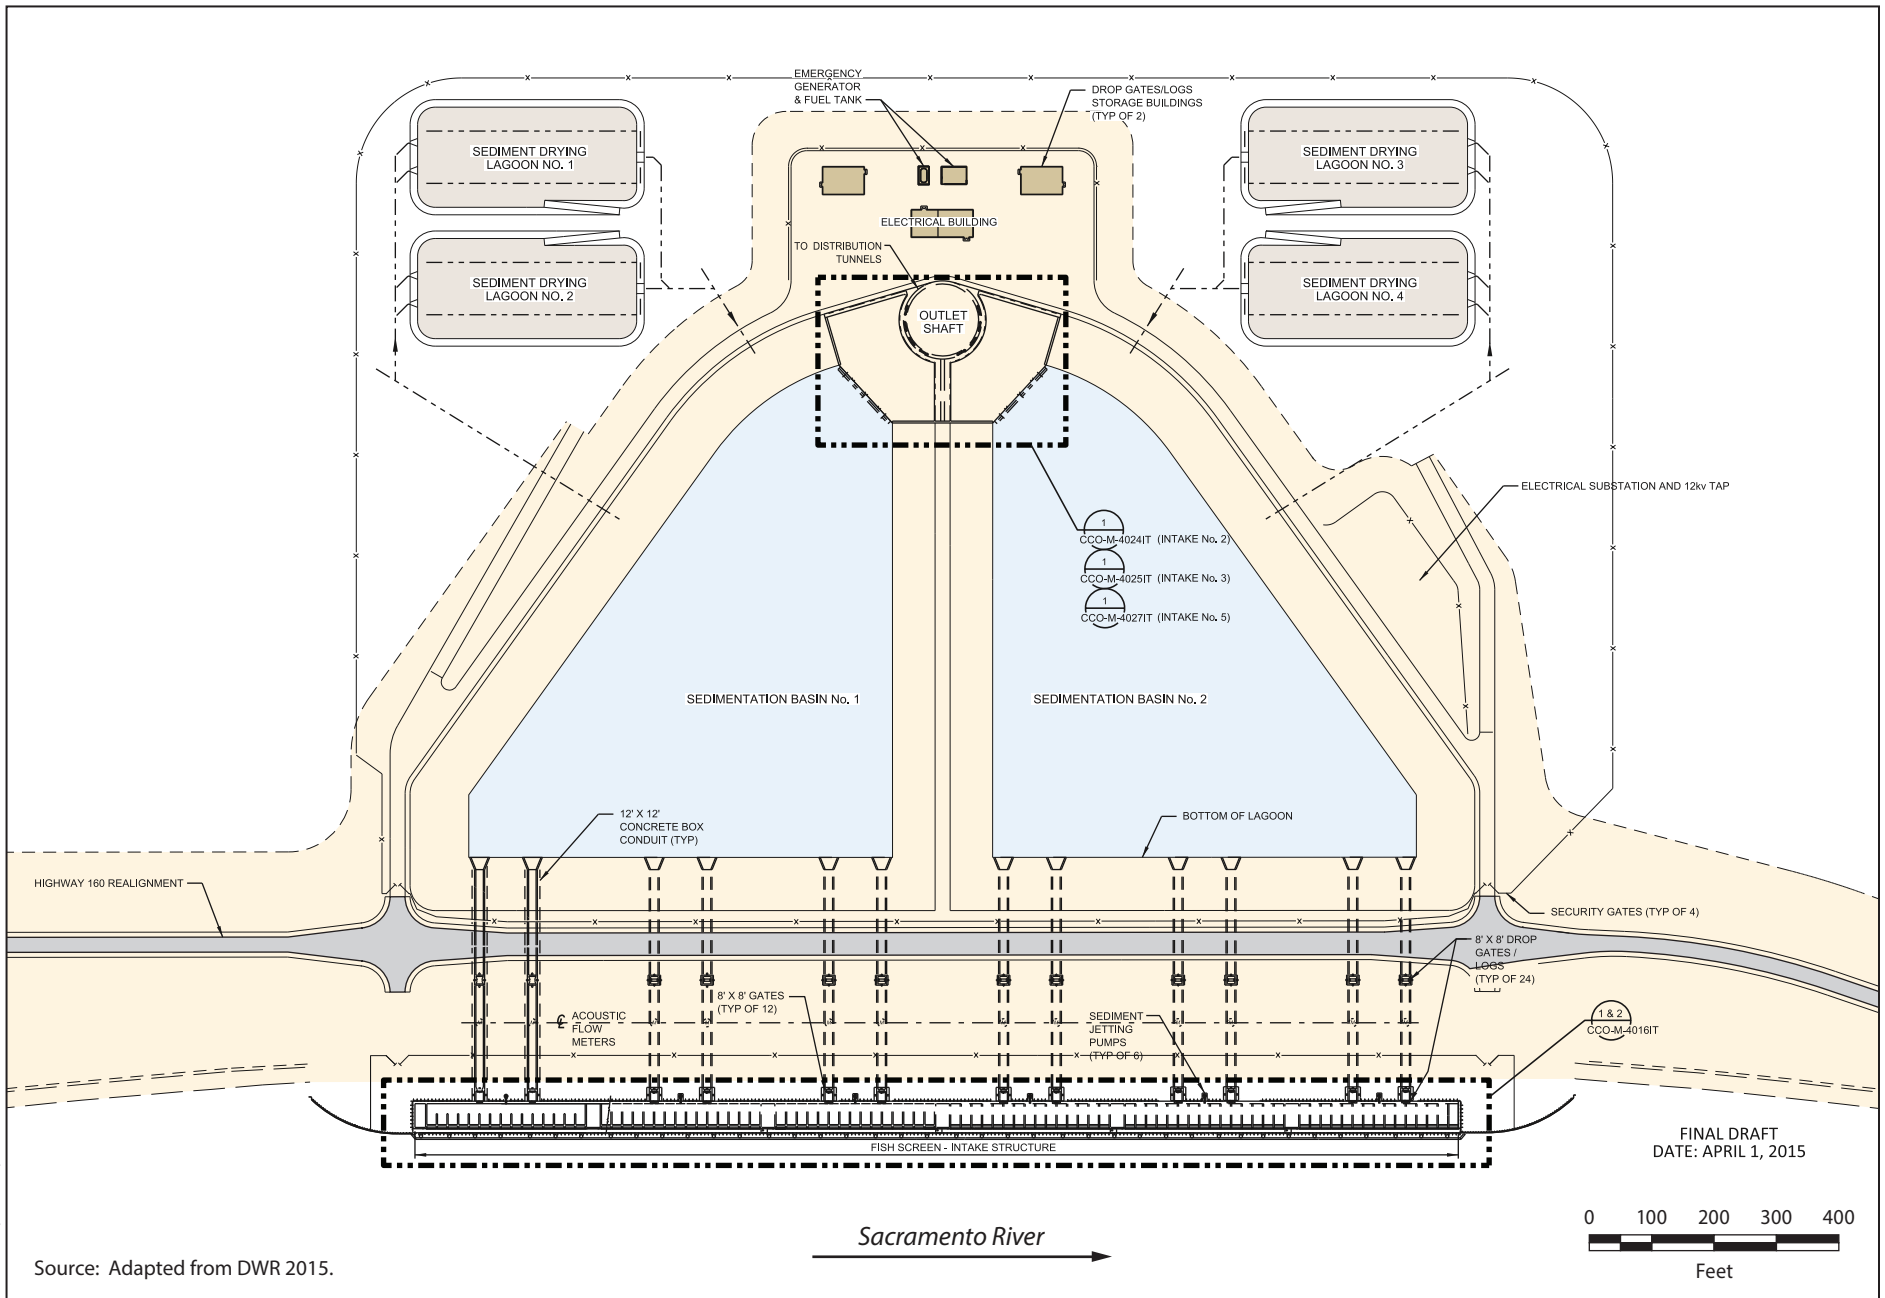 EMERGENCY
GENERATOR
& FUEL TANK
DROP GATES/LOGS
STORAGE BUILDINGS
(TYP OF 2)
SEDIMENT DRYING
LAGOON NO. 1
SEDIMENT DRYING
LAGOON NO. 3
ELECTRICAL BUILDING
TO DISTRIBUTION
TUNNELS
SEDIMENT DRYING
LAGOON NO. 2
SEDIMENT DRYING
LAGOON NO. 4
OUTLET
SHAFT
ELECTRICAL SUBSTATION AND 12kv TAP
1
CCO-M-4024IT (INTAKE No. 2)
1
CCO-M-4025IT (INTAKE No. 3)
1
CCO-M-4027IT (INTAKE No. 5)
SEDIMENTATION BASIN No. 1
SEDIMENTATION BASIN No. 2
12' X 12'
CONCRETE BOX
CONDUIT (TYP)
BOTTOM OF LAGOON
HIGHWAY 160 REALIGNMENT
SECURITY GATES (TYP OF 4)
8' X 8' DROP
GATES /
LOGS
(TYP OF 24)
8' X 8' GATES
(TYP OF 12)
℄ ACOUSTIC
FLOW
METERS
SEDIMENT
JETTING
PUMPS
(TYP OF 6)
1 & 2
CCO-M-4016IT
FISH SCREEN - INTAKE STRUCTURE
FINAL DRAFT
DATE: APRIL 1, 2015
Sacramento River
0 100 200 300 400
Feet
Source: Adapted from DWR 2015.